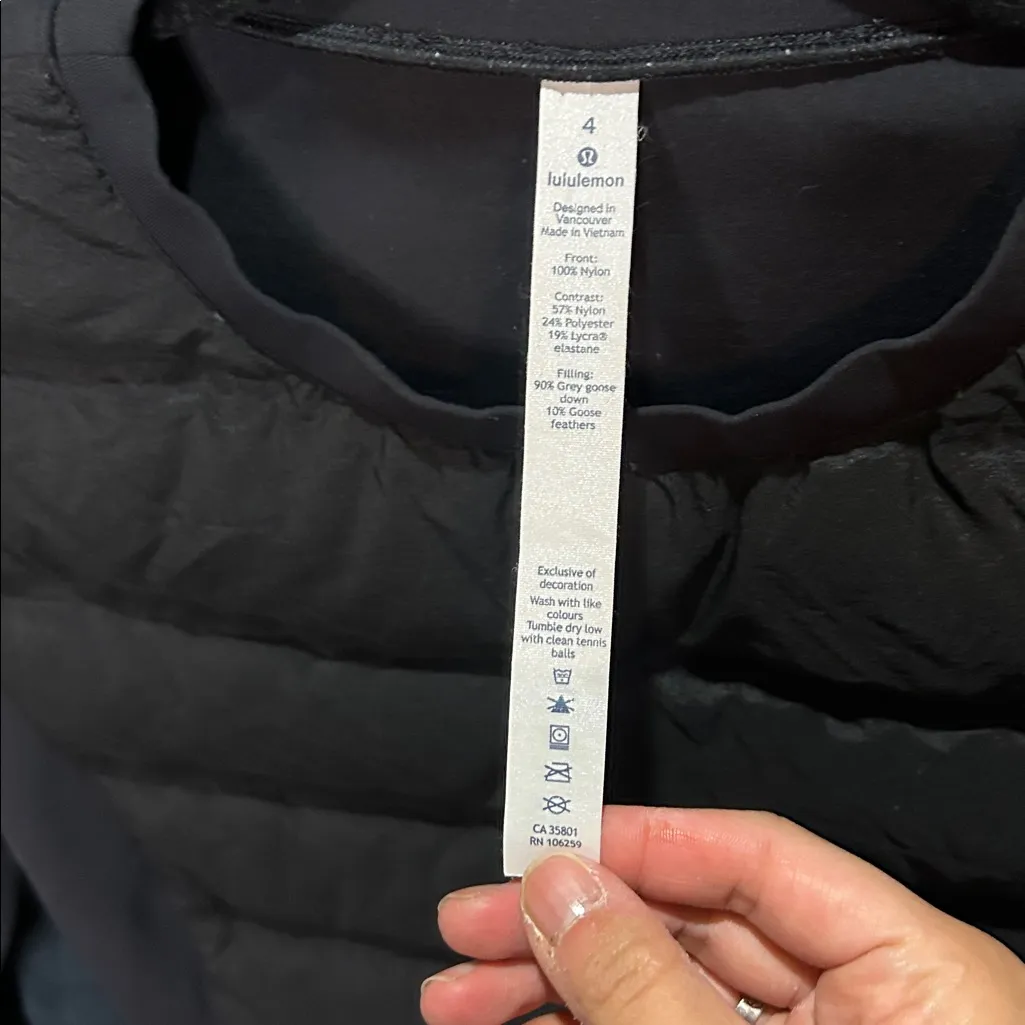 4
lululemon
Designed in
Vancouver
Made in Vietnam
Front:
100% Nylon
Contrast:
57% Nylon
24% Polyester
19% Lycra®
elastane
Filling:
90% Grey goose
down
10% Goose
feathers
Exclusive of
decoration
Wash with like
colours
Tumble dry low
with clean tennis
balls
CA 35801
RN 106259